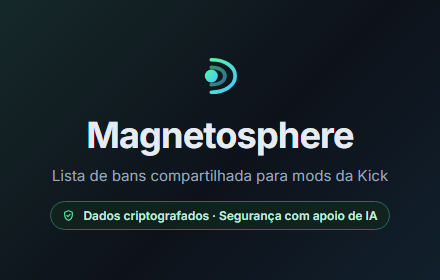 Magnetosphere
Lista de bans compartilhada para mods da Kick
Dados criptografados · Segurança com apoio de IA